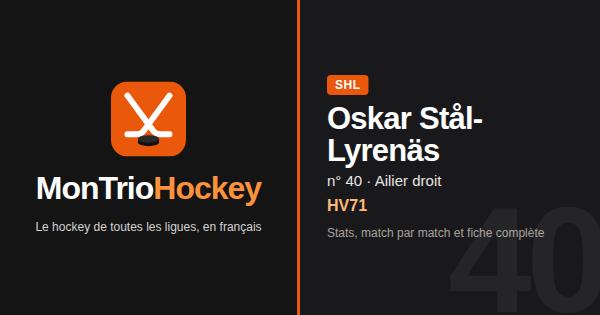 MonTrioHockey
Le hockey de toutes les ligues, en français
SHL
Oskar Stål-
Lyrenäs
n° 40 · Ailier droit
HV71
Stats, match par match et fiche complète
40